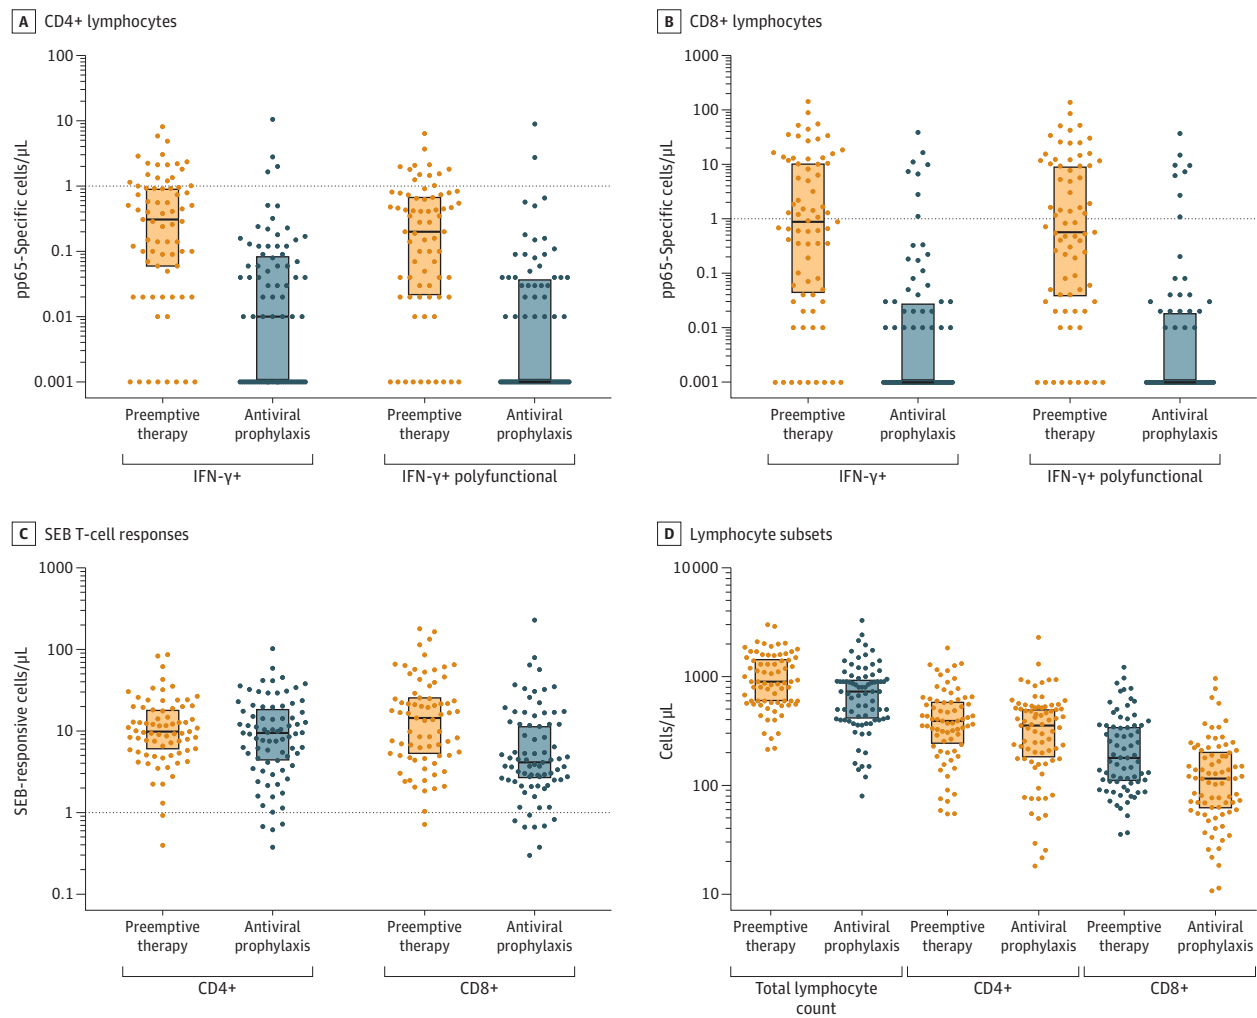 A CD4+ lymphocytes
100
10
1
0.1
0.01
0.001
pp65-Specific cells/µL
Preemptive therapy
Antiviral prophylaxis
Preemptive therapy
Antiviral prophylaxis
IFN-γ+
IFN-γ+ polyfunctional
B CD8+ lymphocytes
1000
100
10
1
0.1
0.01
0.001
pp65-Specific cells/µL
Preemptive therapy
Antiviral prophylaxis
Preemptive therapy
Antiviral prophylaxis
IFN-γ+
IFN-γ+ polyfunctional
C SEB T-cell responses
1000
100
10
1
0.1
SEB-responsive cells/µL
Preemptive therapy
Antiviral prophylaxis
Preemptive therapy
Antiviral prophylaxis
CD4+
CD8+
D Lymphocyte subsets
10000
1000
100
10
Cells/µL
Preemptive therapy
Antiviral prophylaxis
Preemptive therapy
Antiviral prophylaxis
Preemptive therapy
Antiviral prophylaxis
Total lymphocyte count
CD4+
CD8+